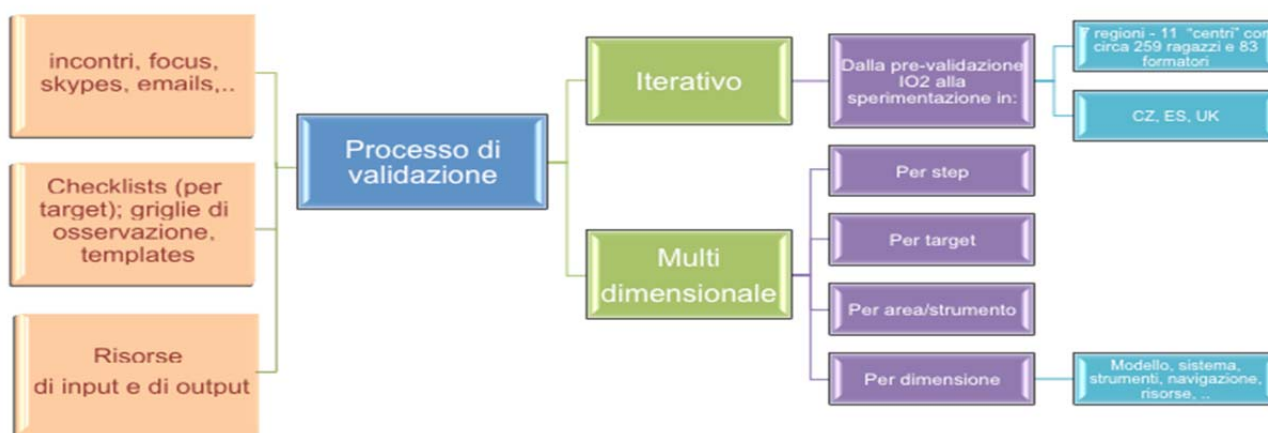 incontri, focus,
skypes, emails,..
Checklists (per
target); griglie di
osservazione,
templates
Risorse
di input e di output
Processo di
validazione
Iterativo
Multi
dimensionale
Dalla pre-validazione
IO2 alla
sperimentazione in:
Per step
Per target
Per area/strumento
Per dimensione
7 regioni - 11 "centri" con
circa 259 ragazzi e 83
formatori
CZ, ES, UK
Modello, sistema,
strumenti, navigazione,
risorse, ..